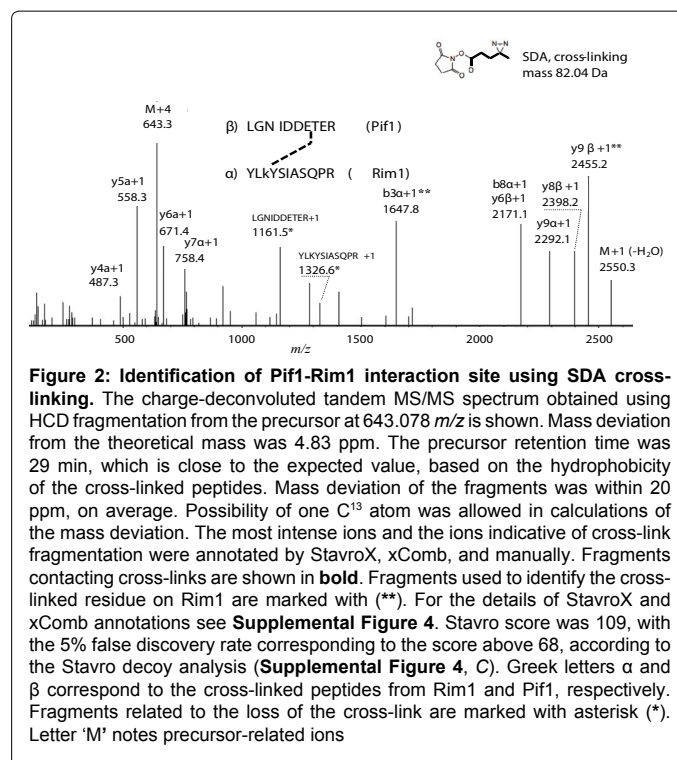 SDA, cross-linking
mass 82.04 Da
O
N
O
O
O
N=N
M+4
643.3
β) LGN IDDETER (Pif1)
α) YLkYSIASQPR ( Rim1)
y5a+1
558.3
y6a+1
671.4
y7α+1
758.4
y4a+1
487.3
LGNIDDETER+1
1161.5*
YLKYSIASQPR +1
1326.6*
b3α+1**
1647.8
b8α+1
y6β+1
2171.1
y9α+1
2292.1
y8β +1
2398.2
y9 β +1**
2455.2
M+1 (-H₂O)
2550.3
500 1000 1500 2000 2500
m/z
Figure 2: Identification of Pif1-Rim1 interaction site using SDA cross-
linking. The charge-deconvoluted tandem MS/MS spectrum obtained using
HCD fragmentation from the precursor at 643.078 m/z is shown. Mass deviation
from the theoretical mass was 4.83 ppm. The precursor retention time was
29 min, which is close to the expected value, based on the hydrophobicity
of the cross-linked peptides. Mass deviation of the fragments was within 20
ppm, on average. Possibility of one C¹³ atom was allowed in calculations of
the mass deviation. The most intense ions and the ions indicative of cross-link
fragmentation were annotated by StavroX, xComb, and manually. Fragments
contacting cross-links are shown in bold. Fragments used to identify the cross-
linked residue on Rim1 are marked with (**). For the details of StavroX and
xComb annotations see Supplemental Figure 4. Stavro score was 109, with
the 5% false discovery rate corresponding to the score above 68, according to
the Stavro decoy analysis (Supplemental Figure 4, C). Greek letters α and
β correspond to the cross-linked peptides from Rim1 and Pif1, respectively.
Fragments related to the loss of the cross-link are marked with asterisk (*).
Letter ‘M’ notes precursor-related ions